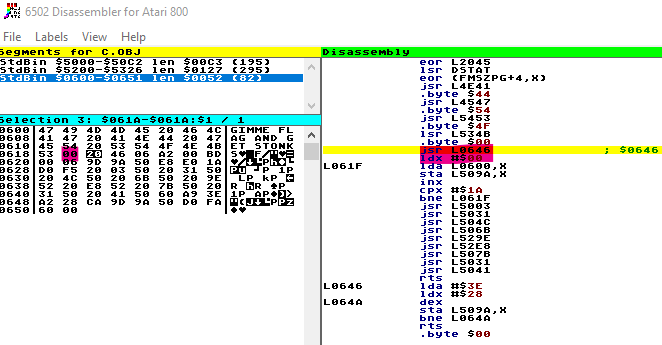 6502 Disassembler for Atari 800
File Labels View Help
Segments for C.OBJ
StdBin $5000-$50C2 len $00C3 (195)
StdBin $5200-$5326 len $0127 (295)
StdBin $0600-$0651 len $0052 (82)
Selection 3: $061A-$061A:$1 / 1
0600 47 49 4D 4D 45 20 46 4C GIMME FL
0608 41 47 20 41 4E 44 20 47 AG AND G
0610 45 54 20 53 54 4F 4E 4B ET STONK
0618 53 00 20 46 06 A2 00 BD S
0620 00 06 9D 9A 50 E8 E0 1A
0628 D0 F5 20 03 50 20 31 50
0630 20 4C 50 20 6B 50 20 9E
0638 52 20 E8 52 20 7B 50 20
0640 31 50 20 41 50 60 A9 3E
0648 A2 28 CA 9D 9A 50 D0 FA
0650 60 00
Disassembly
eor L2045
lsr DSTAT
eor (FMSZPG+4,X)
jsr L4E41
.byte $44
jsr L4547
.byte $54
jsr L5453
.byte $4F
lsr L534B
.byte $00
jsr L0646 ; $0646
ldx #$00
L061F lda L0600,X
sta L509A,X
inx
cpx #$1A
bne L061F
jsr L5003
jsr L5031
jsr L504C
jsr L506B
jsr L529E
jsr L52E8
jsr L507B
jsr L5031
jsr L5041
rts
L0646 lda #$3E
ldx #$28
L064A dex
sta L509A,X
bne L064A
rts
.byte $00